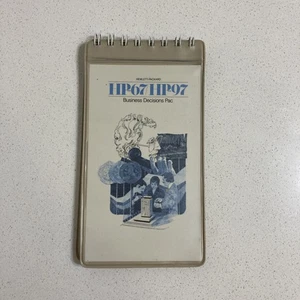 HEWLETT-PACKARD
HP67 HP97
Business Decisions Pac